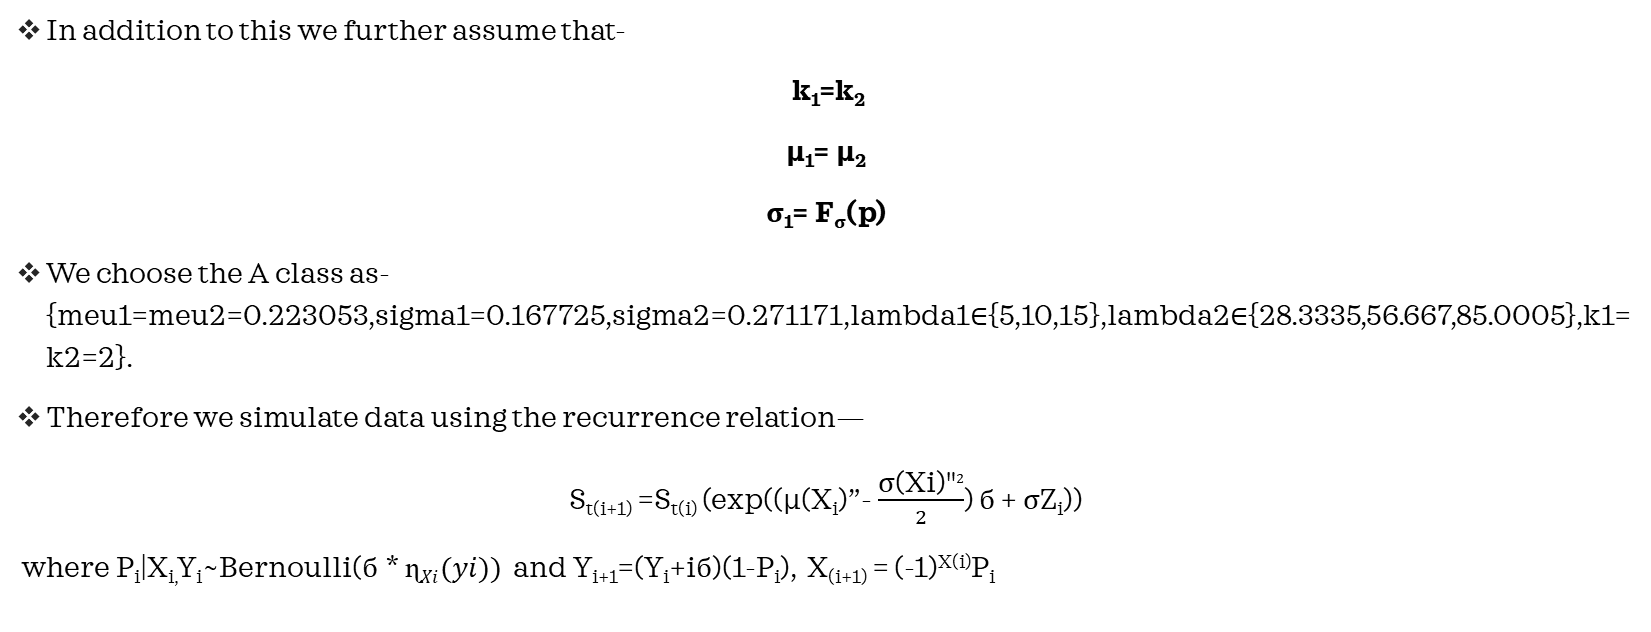 ❖ In addition to this we further assume that-
k₁=k₂
μ₁= μ₂
σ₁= F_σ(p)
❖ We choose the A class as-
{meu1=meu2=0.223053,sigma1=0.167725,sigma2=0.271171,lambda1∈{5,10,15},lambda2∈{28.3335,56.667,85.0005},k1=
k2=2}.
❖ Therefore we simulate data using the recurrence relation—
S_t(i+1) =S_t(i) (exp((μ(X_i)”- σ(Xi)"²/2) б + σZ_i))
where P_i|X_i,Y_i~Bernoulli(б * η_Xi(yi)) and Y_i+1=(Y_i+iб)(1-P_i), X_(i+1) = (-1)^X(i)P_i